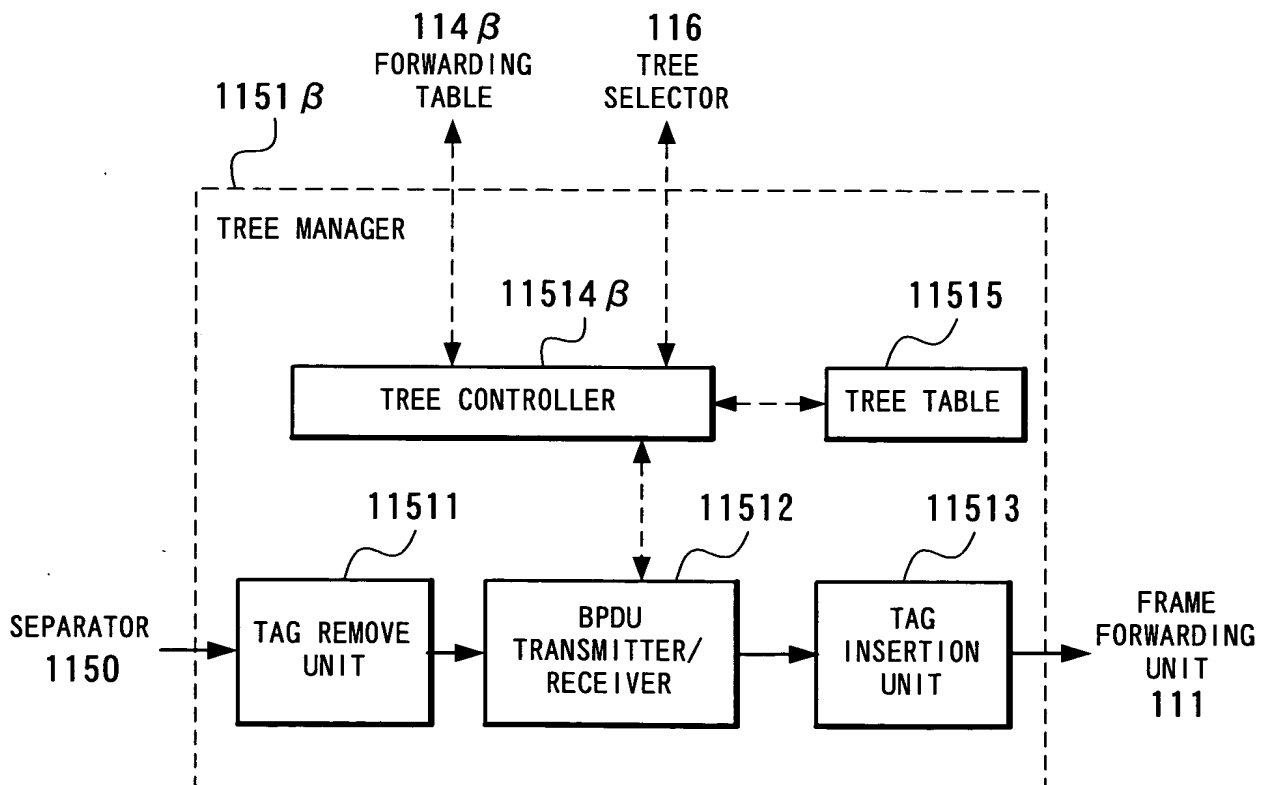 114β
FORWARDING
TABLE
116
TREE
SELECTOR
1151β
TREE MANAGER
11514β
11515
TREE CONTROLLER
TREE TABLE
11511
11512
11513
SEPARATOR
1150
TAG REMOVE
UNIT
BPDU
TRANSMITTER/
RECEIVER
TAG
INSERTION
UNIT
FRAME
FORWARDING
UNIT
111